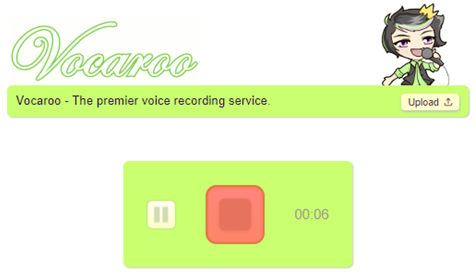 Vocaroo
Vocaroo - The premier voice recording service.
Upload
00:06